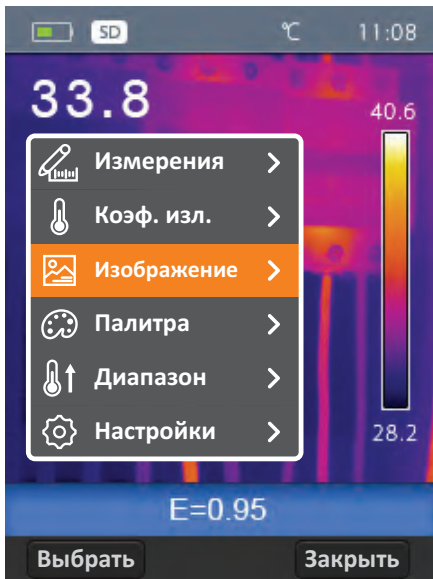 SD °C 11:08
33.8
40.6
Измерения
Коэф. изл.
Изображение
Палитра
Диапазон
Настройки
28.2
E=0.95
Выбрать Закрыть